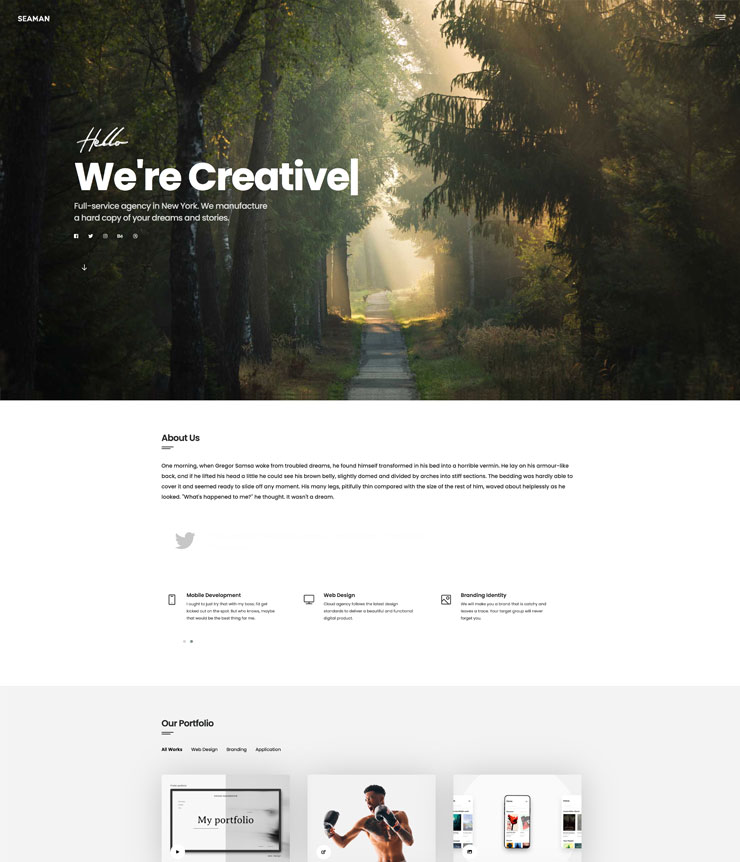 SEAMAN
Hello
We're Creative|
Full-service agency in New York. We manufacture
a hard copy of your dreams and stories.
About Us
One morning, when Gregor Samsa woke from troubled dreams, he found himself transformed in his bed into a horrible vermin. He lay on his armour-like
back, and if he lifted his head a little he could see his brown belly, slightly domed and divided by arches into stiff sections. The bedding was hardly able to
cover it and seemed ready to slide off any moment. His many legs, pitifully thin compared with the size of the rest of him, waved about helplessly as he
looked. "What's happened to me?" he thought. It wasn't a dream.
Mobile Development
I ought to just try that with my boss; I'd get
kicked out on the spot. But who knows, maybe
that would be the best thing for me.
Web Design
Cloud agency follows the latest design
standards to deliver a beautiful and functional
digital product.
Branding Identity
We will make you a brand that is catchy and
leaves a trace. Your target group will never
forget you.
Our Portfolio
All Works
Web Design
Branding
Application
My portfolio